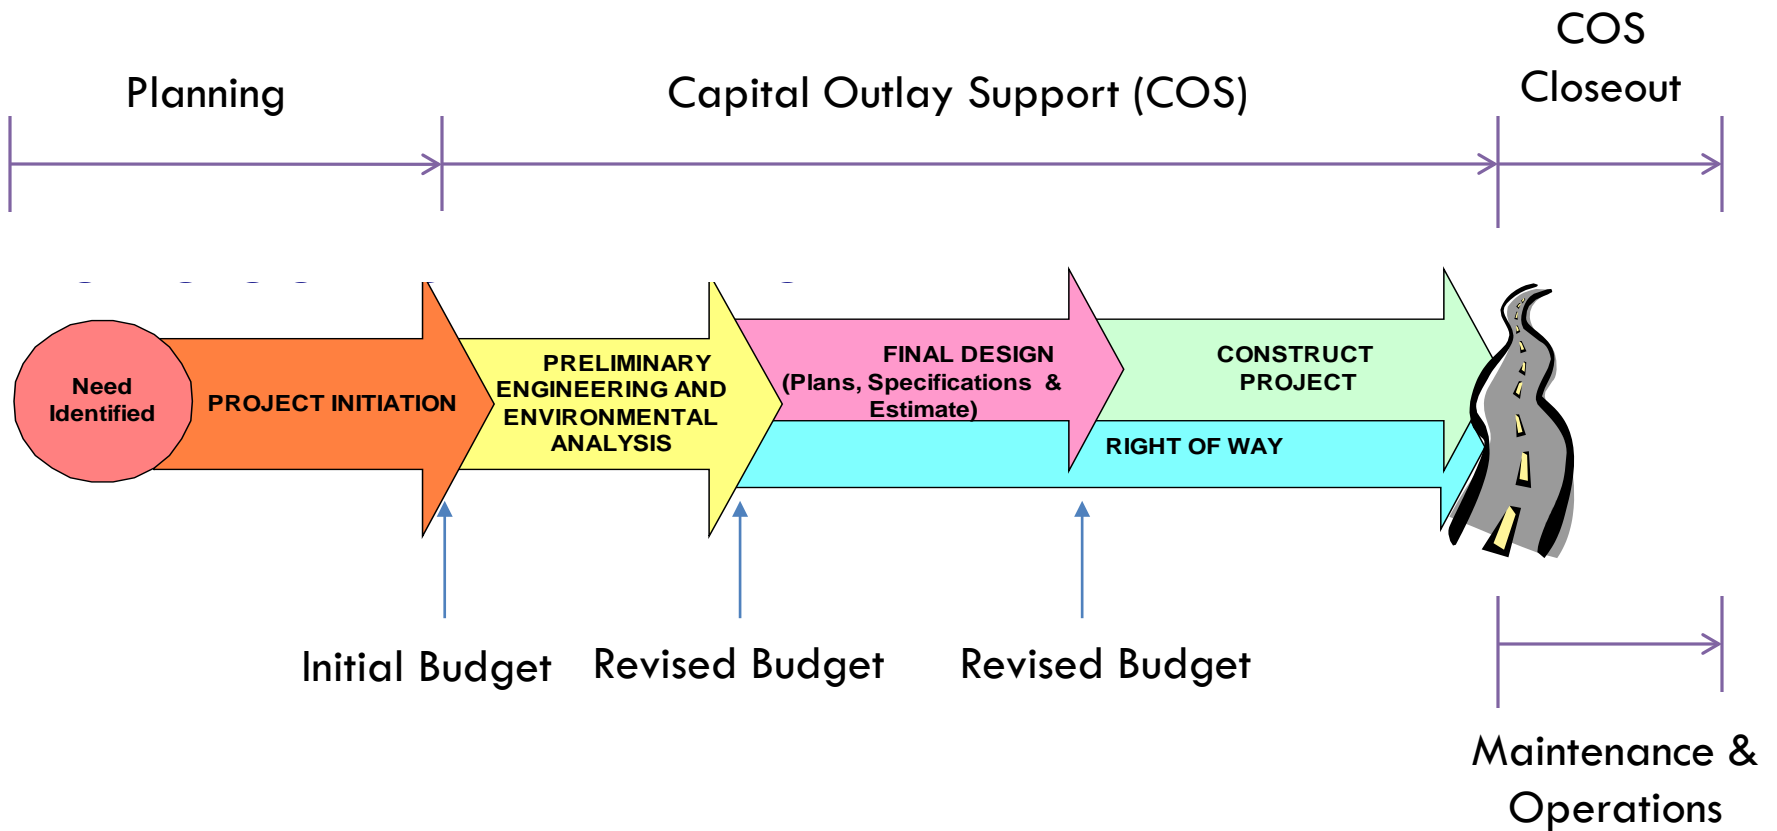 Planning
Capital Outlay Support (COS)
COS
Closeout
Need
Identified
PROJECT INITIATION
PRELIMINARY
ENGINEERING AND
ENVIRONMENTAL
ANALYSIS
FINAL DESIGN
(Plans, Specifications &
Estimate)
CONSTRUCT
PROJECT
RIGHT OF WAY
Initial Budget
Revised Budget
Revised Budget
Maintenance &
Operations